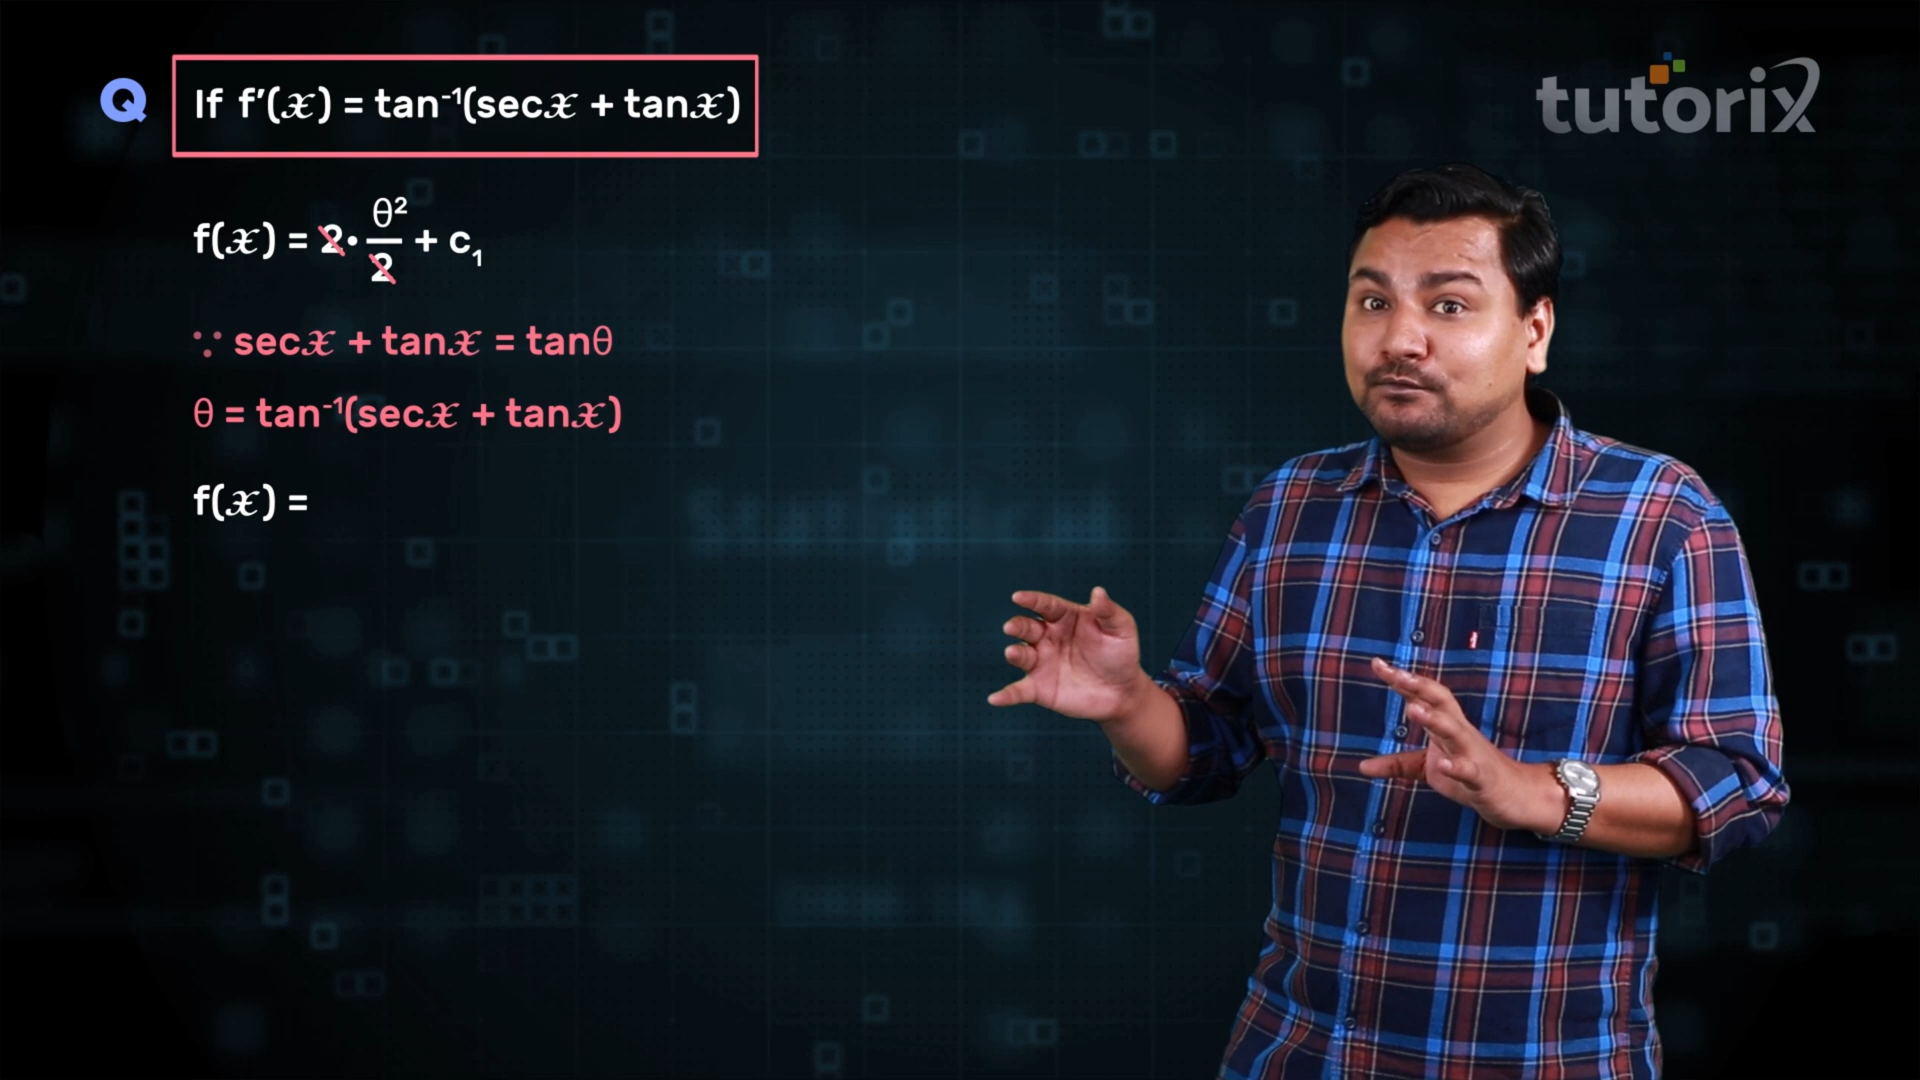 tutorix
Q If f′(x) = tan⁻¹(secx + tanx)
f(x) = 2·θ²/2 + c₁
∵ secx + tanx = tanθ
θ = tan⁻¹(secx + tanx)
f(x) =